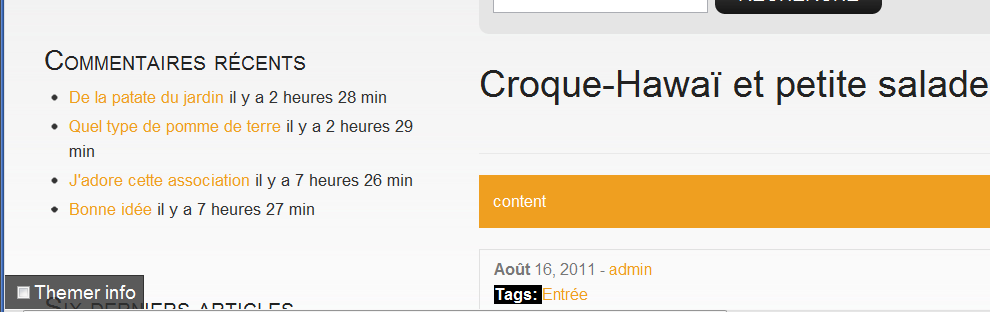 RECHERCHE
Commentaires récents
De la patate du jardin il y a 2 heures 28 min
Quel type de pomme de terre il y a 2 heures 29
min
J'adore cette association il y a 7 heures 26 min
Bonne idée il y a 7 heures 27 min
Croque-Hawaï et petite salade
content
Août 16, 2011 - admin
Tags: Entrée
Themer info
Six derniers articles